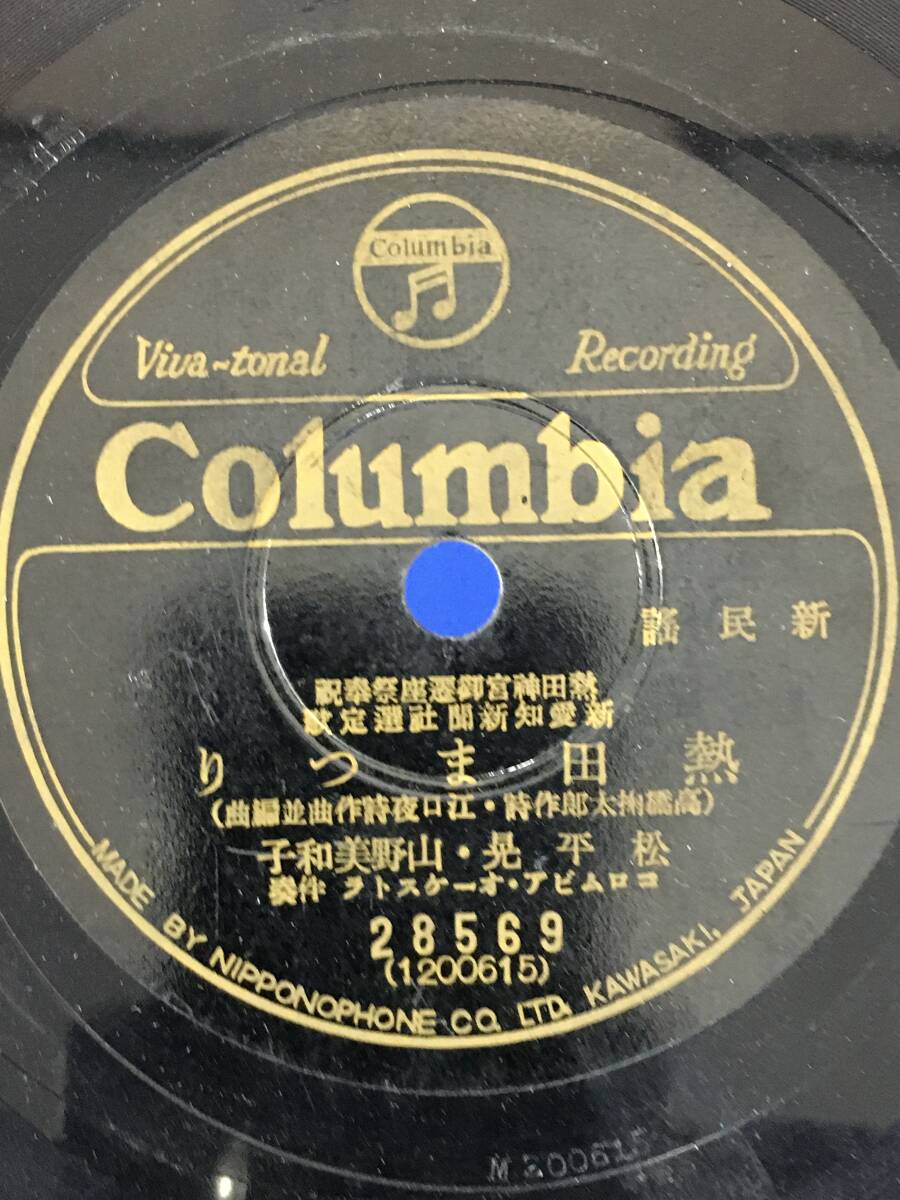 Columbia
Viva-tonal Recording
Columbia
新民謡
熱田神宮御遷座祭奉祝
新愛知新聞社選定歌
熱田まつり
(高橋掬太郎作詩・江口夜詩作曲並編曲)
松平晃・山野美和子
コロムビア・オーケストラ伴奏
28569
(1200615)
MADE BY NIPPONOPHONE CO. LTD. KAWASAKI, JAPAN
M200615